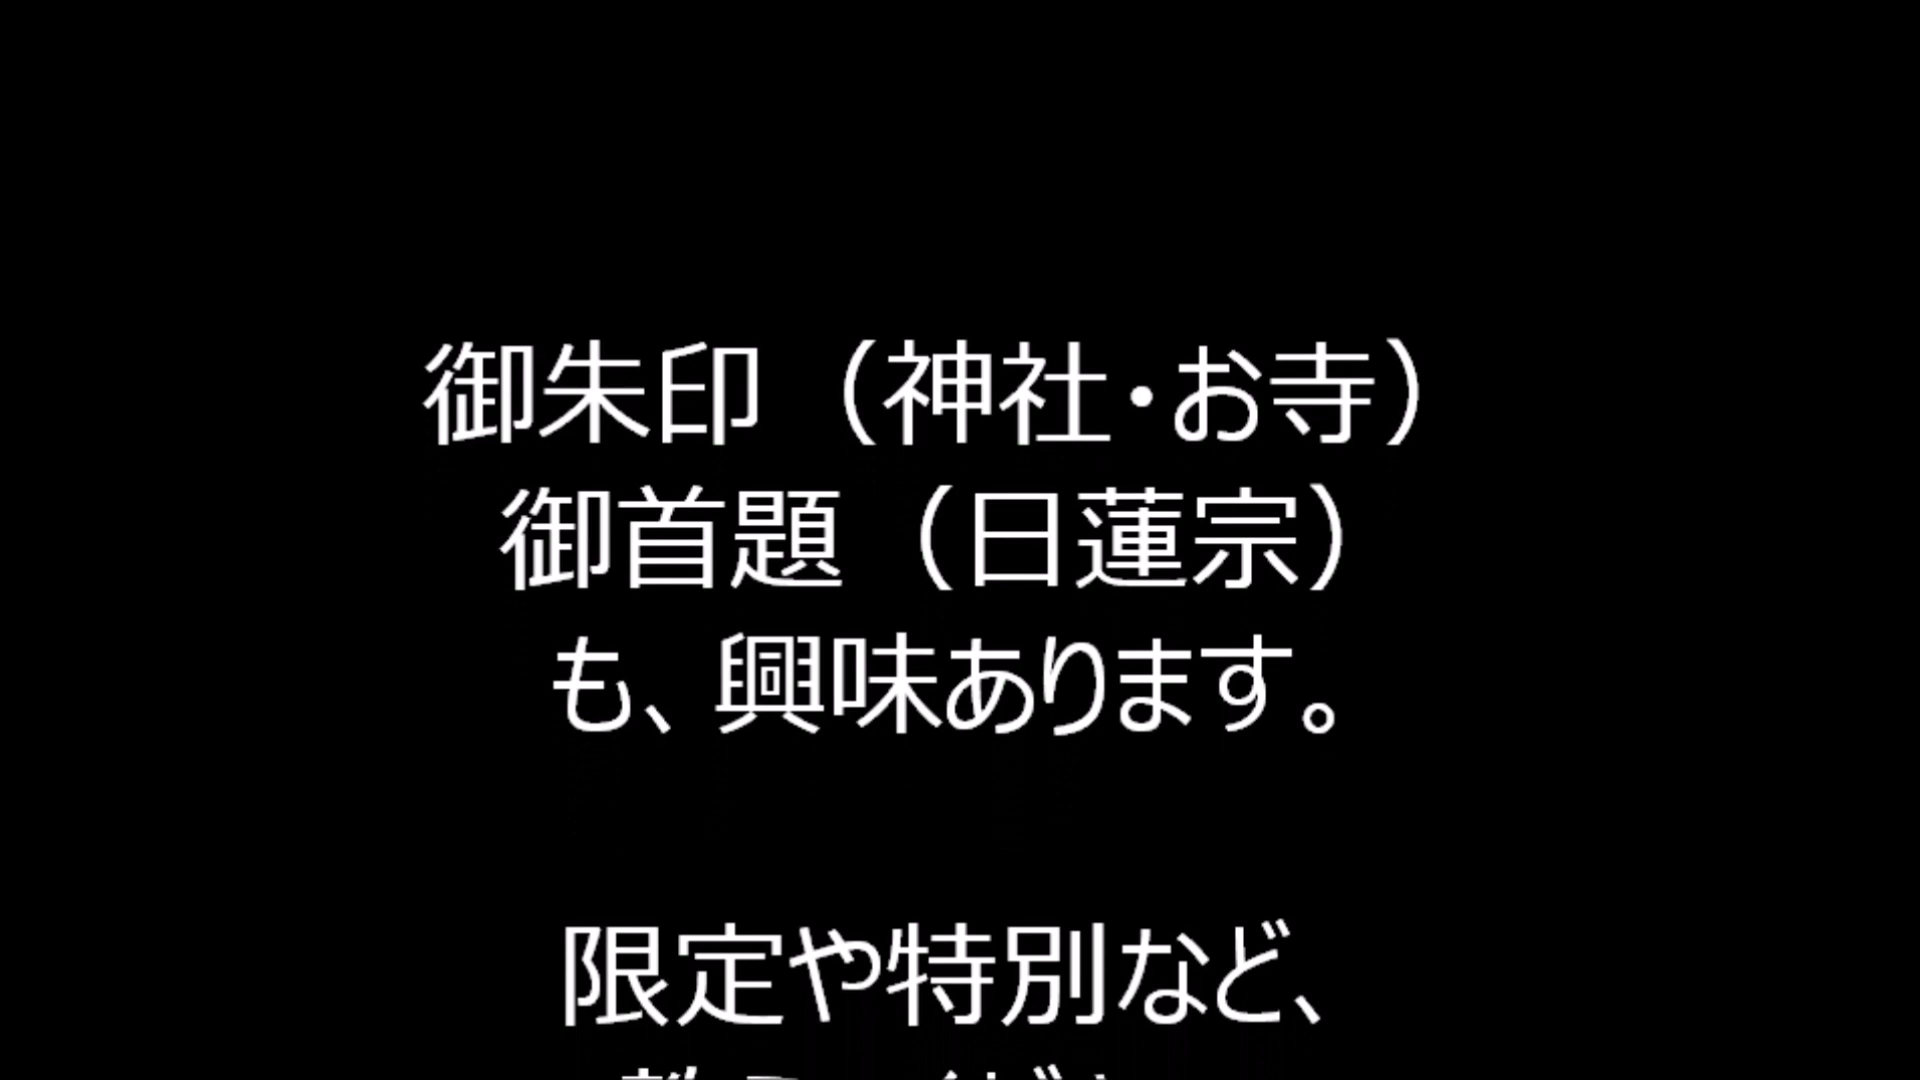 御朱印（神社・お寺）
御首題（日蓮宗）
も、興味あります。
限定や特別など、